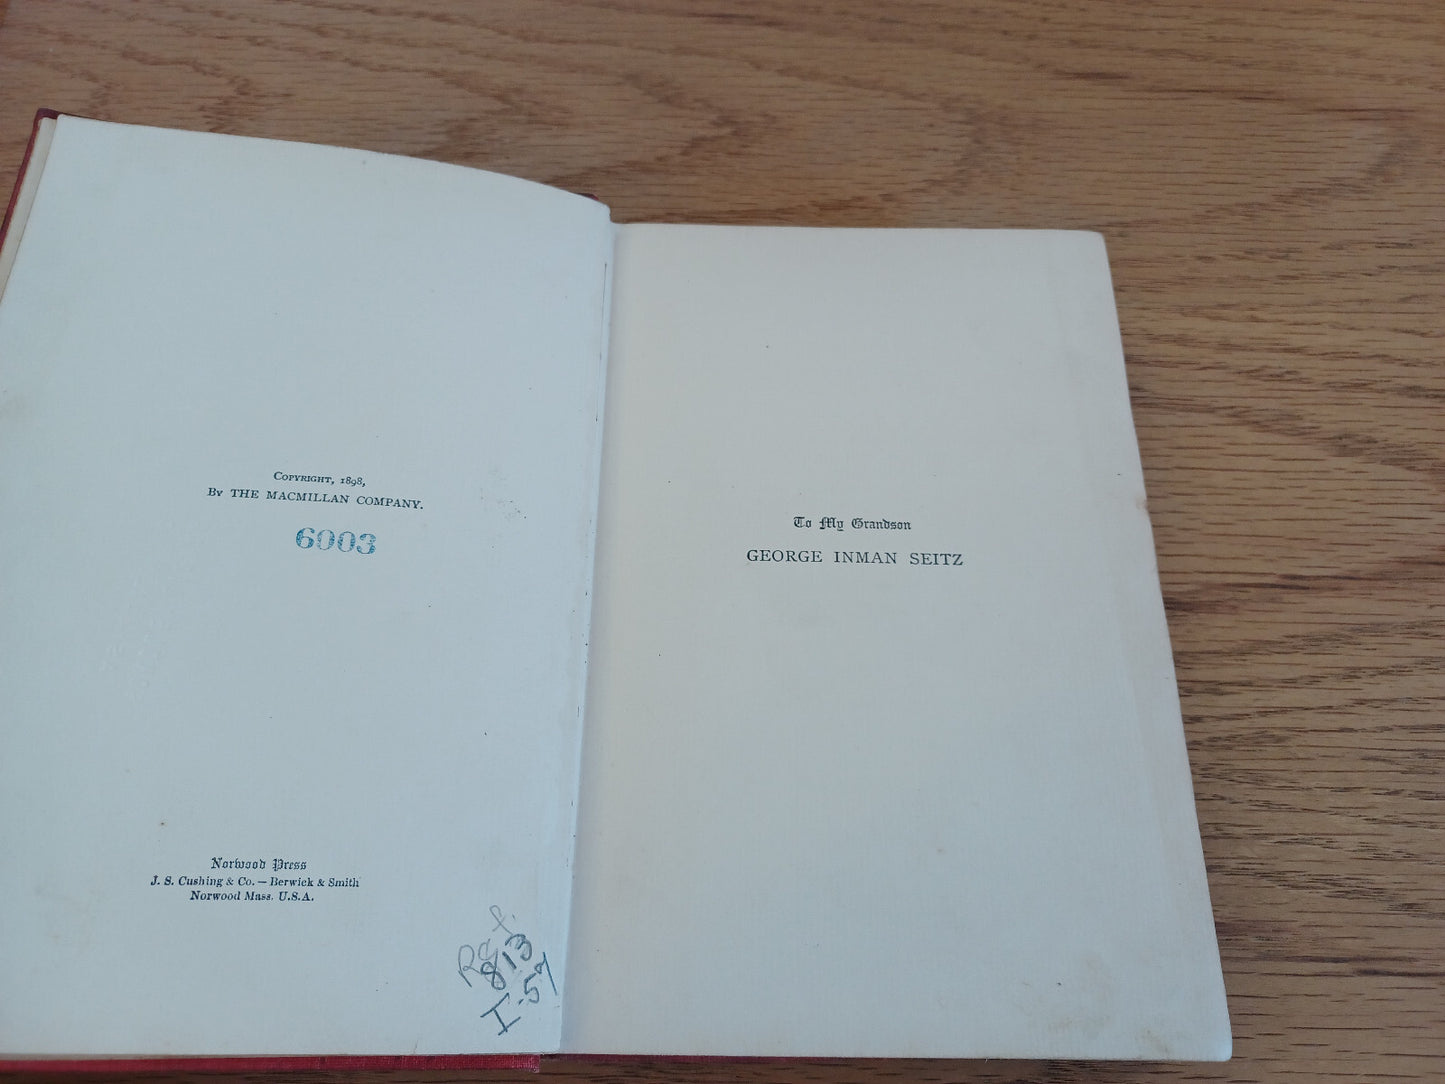 COPYRIGHT, 1898,
BY THE MACMILLAN COMPANY.
6003
Norwood Press
J. S. Cushing & Co. – Berwick & Smith
Norwood Mass. U.S.A.
Ref.
813
I.57
To My Grandson
GEORGE INMAN SEITZ